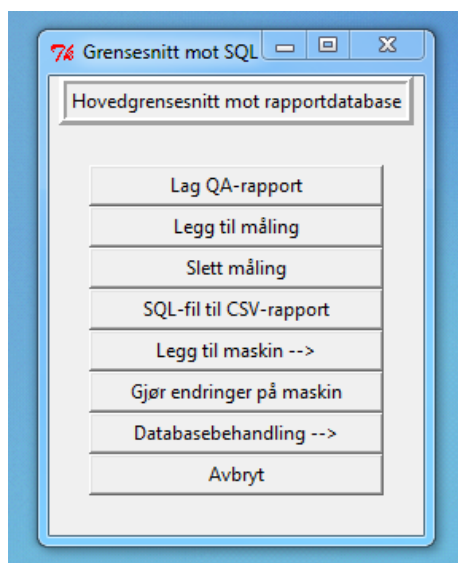 Grensesnitt mot SQL
Hovedgrensesnitt mot rapportdatabase
Lag QA-rapport
Legg til måling
Slett måling
SQL-fil til CSV-rapport
Legg til maskin -->
Gjør endringer på maskin
Databasebehandling -->
Avbryt